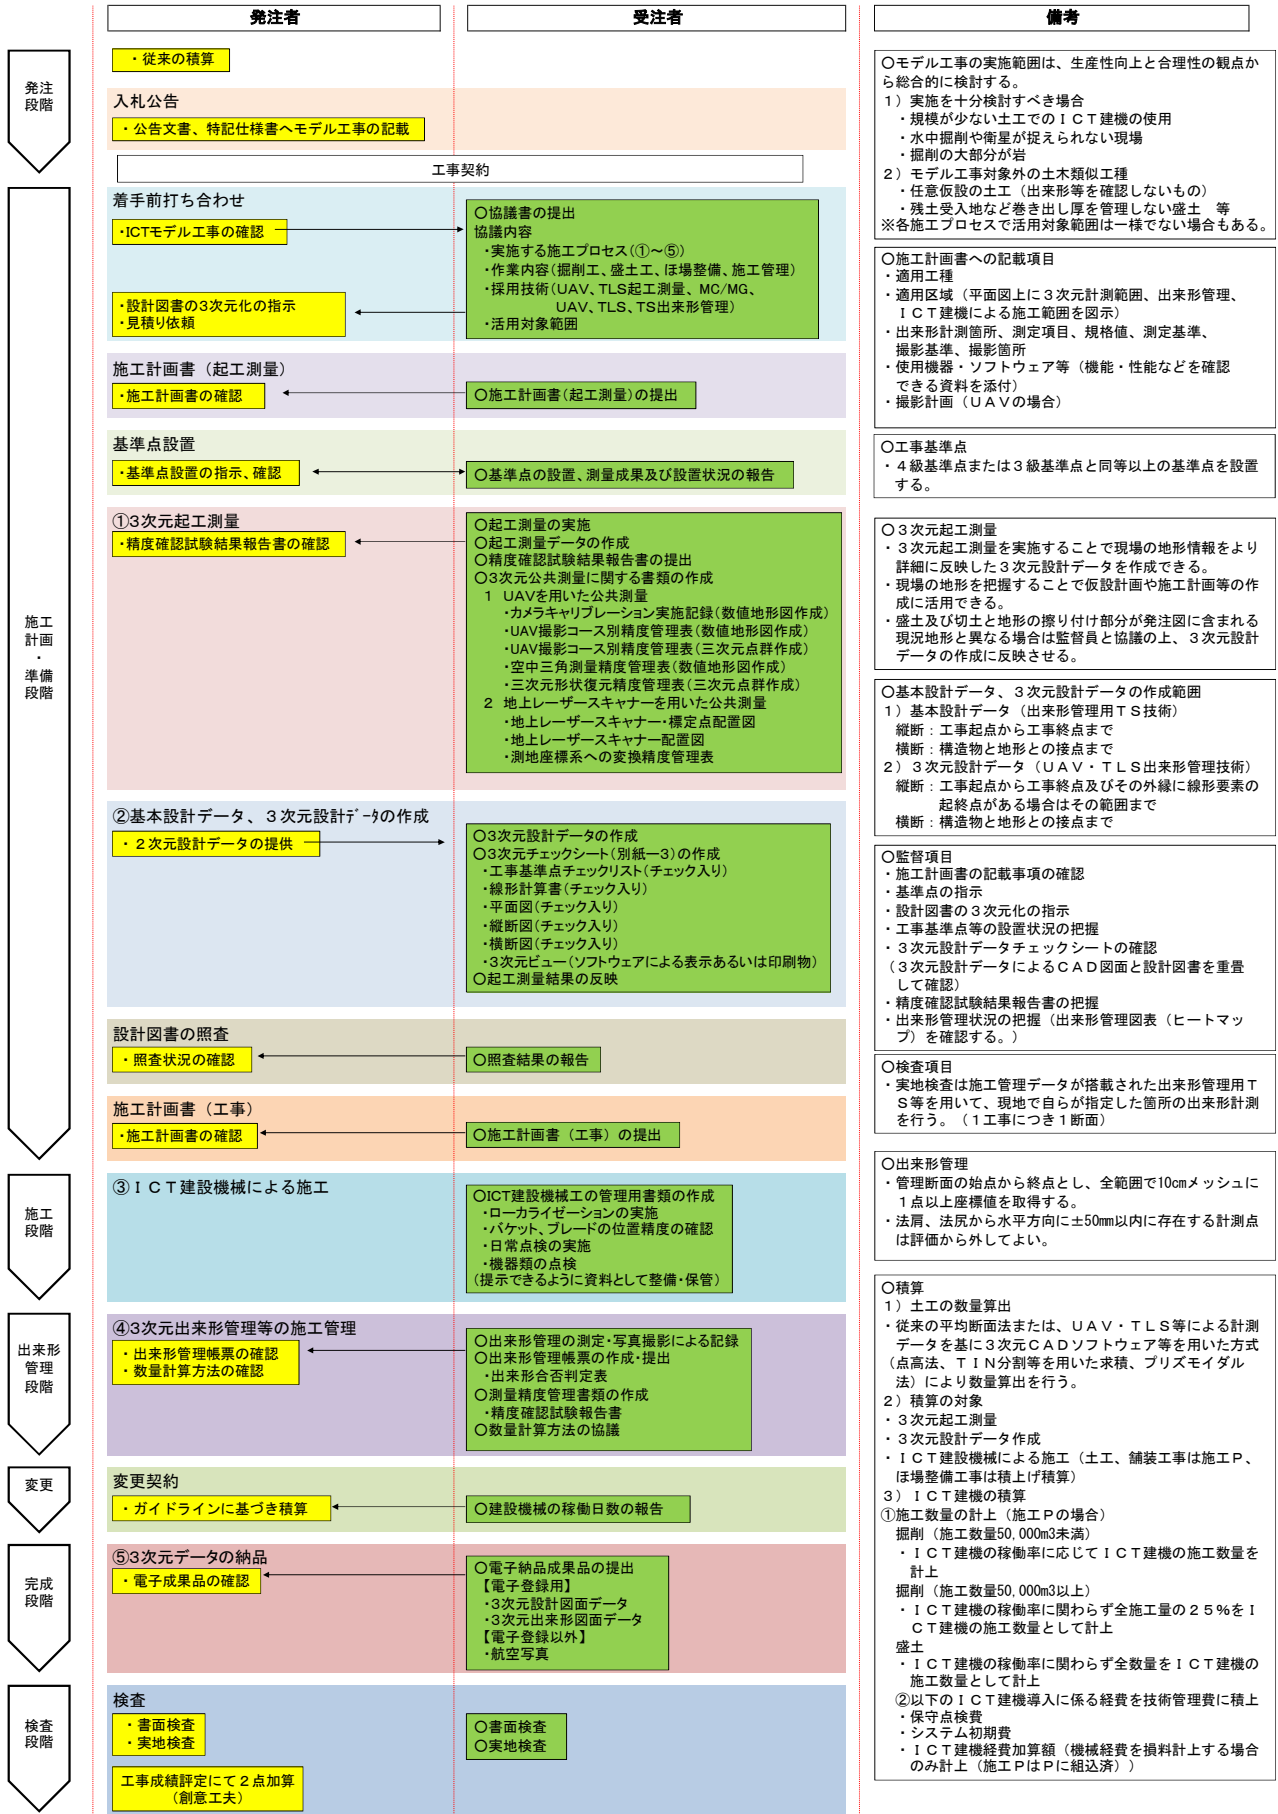 発注者
受注者
備考
発注
段階
・従来の積算
入札公告
・公告文書、特記仕様書へモデル工事の記載
工事契約
施工
計画
・
準備
段階
着手前打ち合わせ
・ICTモデル工事の確認
・設計図書の3次元化の指示
・見積り依頼
○協議書の提出
協議内容
・実施する施工プロセス(①～⑤)
・作業内容(掘削工、盛土工、ほ場整備、施工管理)
・採用技術(UAV、TLS起工測量、MC/MG、
UAV、TLS、TS出来形管理)
・活用対象範囲
施工計画書（起工測量）
・施工計画書の確認
○施工計画書(起工測量)の提出
基準点設置
・基準点設置の指示、確認
○基準点の設置、測量成果及び設置状況の報告
①3次元起工測量
・精度確認試験結果報告書の確認
○起工測量の実施
○起工測量データの作成
○精度確認試験結果報告書の提出
○3次元公共測量に関する書類の作成
1 UAVを用いた公共測量
・カメラキャリブレーション実施記録(数値地形図作成)
・UAV撮影コース別精度管理表(数値地形図作成)
・UAV撮影コース別精度管理表(三次元点群作成)
・空中三角測量精度管理表(数値地形図作成)
・三次元形状復元精度管理表(三次元点群作成)
2 地上レーザースキャナーを用いた公共測量
・地上レーザースキャナー・標定点配置図
・地上レーザースキャナー配置図
・測地座標系への変換精度管理表
②基本設計データ、３次元設計ﾃﾞｰﾀの作成
・２次元設計データの提供
○3次元設計データの作成
○3次元チェックシート(別紙－3)の作成
・工事基準点チェックリスト(チェック入り)
・線形計算書(チェック入り)
・平面図(チェック入り)
・縦断図(チェック入り)
・横断図(チェック入り)
・3次元ビュー(ソフトウェアによる表示あるいは印刷物)
○起工測量結果の反映
設計図書の照査
・照査状況の確認
○照査結果の報告
施工計画書（工事）
・施工計画書の確認
○施工計画書（工事）の提出
施工
段階
③ＩＣＴ建設機械による施工
○ICT建設機械工の管理用書類の作成
・ローカライゼーションの実施
・バケット、ブレードの位置精度の確認
・日常点検の実施
・機器類の点検
(提示できるように資料として整備・保管)
出来形
管理
段階
④3次元出来形管理等の施工管理
・出来形管理帳票の確認
・数量計算方法の確認
○出来形管理の測定・写真撮影による記録
○出来形管理帳票の作成・提出
・出来形合否判定表
○測量精度管理書類の作成
・精度確認試験報告書
○数量計算方法の協議
変更
変更契約
・ガイドラインに基づき積算
○建設機械の稼働日数の報告
完成
段階
⑤3次元データの納品
・電子成果品の確認
○電子納品成果品の提出
【電子登録用】
・3次元設計図面データ
・3次元出来形図面データ
【電子登録以外】
・航空写真
検査
段階
検査
・書面検査
・実地検査
○書面検査
○実地検査
工事成績評定にて２点加算
(創意工夫)
○モデル工事の実施範囲は、生産性向上と合理性の観点か
ら総合的に検討する。
１）実施を十分検討すべき場合
・規模が少ない土工でのＩＣＴ建機の使用
・水中掘削や衛星が捉えられない現場
・掘削の大部分が岩
２）モデル工事対象外の土木類似工種
・任意仮設の土工（出来形等を確認しないもの）
・残土受入地など巻き出し厚を管理しない盛土　等
※各施工プロセスで活用対象範囲は一様でない場合もある。
○施工計画書への記載項目
・適用工種
・適用区域（平面図上に３次元計測範囲、出来形管理、
ＩＣＴ建機による施工範囲を図示）
・出来形計測箇所、測定項目、規格値、測定基準、
撮影基準、撮影箇所
・使用機器・ソフトウェア等（機能・性能などを確認
できる資料を添付）
・撮影計画（ＵＡＶの場合）
○工事基準点
・４級基準点または３級基準点と同等以上の基準点を設置
する。
○３次元起工測量
・３次元起工測量を実施することで現場の地形情報をより
詳細に反映した３次元設計データを作成できる。
・現場の地形を把握することで仮設計画や施工計画等の作
成に活用できる。
・盛土及び切土と地形の擦り付け部分が発注図に含まれる
現況地形と異なる場合は監督員と協議の上、３次元設計
データの作成に反映させる。
○基本設計データ、３次元設計データの作成範囲
１）基本設計データ（出来形管理用ＴＳ技術）
縦断：工事起点から工事終点まで
横断：構造物と地形との接点まで
２）３次元設計データ（ＵＡＶ・ＴＬＳ出来形管理技術）
縦断：工事起点から工事終点及びその外縁に線形要素の
起終点がある場合はその範囲まで
横断：構造物と地形との接点まで
○監督項目
・施工計画書の記載事項の確認
・基準点の指示
・設計図書の３次元化の指示
・工事基準点等の設置状況の把握
・３次元設計データチェックシートの確認
（３次元設計データによるＣＡＤ図面と設計図書を重畳
して確認）
・精度確認試験結果報告書の把握
・出来形管理状況の把握（出来形管理図表（ヒートマッ
プ）を確認する。）
○検査項目
・実地検査は施工管理データが搭載された出来形管理用Ｔ
Ｓ等を用いて、現地で自らが指定した箇所の出来形計測
を行う。（１工事につき１断面）
○出来形管理
・管理断面の始点から終点とし、全範囲で10cmメッシュに
１点以上座標値を取得する。
・法肩、法尻から水平方向に±50mm以内に存在する計測点
は評価から外してよい。
○積算
１）土工の数量算出
・従来の平均断面法または、ＵＡＶ・ＴＬＳ等による計測
データを基に３次元ＣＡＤソフトウェア等を用いた方式
（点高法、ＴＩＮ分割等を用いた求積、プリズモイダル
法）により数量算出を行う。
２）積算の対象
・３次元起工測量
・３次元設計データ作成
・ＩＣＴ建設機械による施工（土工、舗装工事は施工Ｐ、
ほ場整備工事は積上げ積算）
３）ＩＣＴ建機の積算
①施工数量の計上（施工Ｐの場合）
掘削（施工数量50,000m3未満）
・ＩＣＴ建機の稼働率に応じてＩＣＴ建機の施工数量を
計上
掘削（施工数量50,000m3以上）
・ＩＣＴ建機の稼働率に関わらず全施工量の２５％をＩ
ＣＴ建機の施工数量として計上
盛土
・ＩＣＴ建機の稼働率に関わらず全数量をＩＣＴ建機の
施工数量として計上
②以下のＩＣＴ建機導入に係る経費を技術管理費に積上
・保守点検費
・システム初期費
・ＩＣＴ建機経費加算額（機械経費を損料計上する場合
のみ計上（施工ＰはＰに組込済））